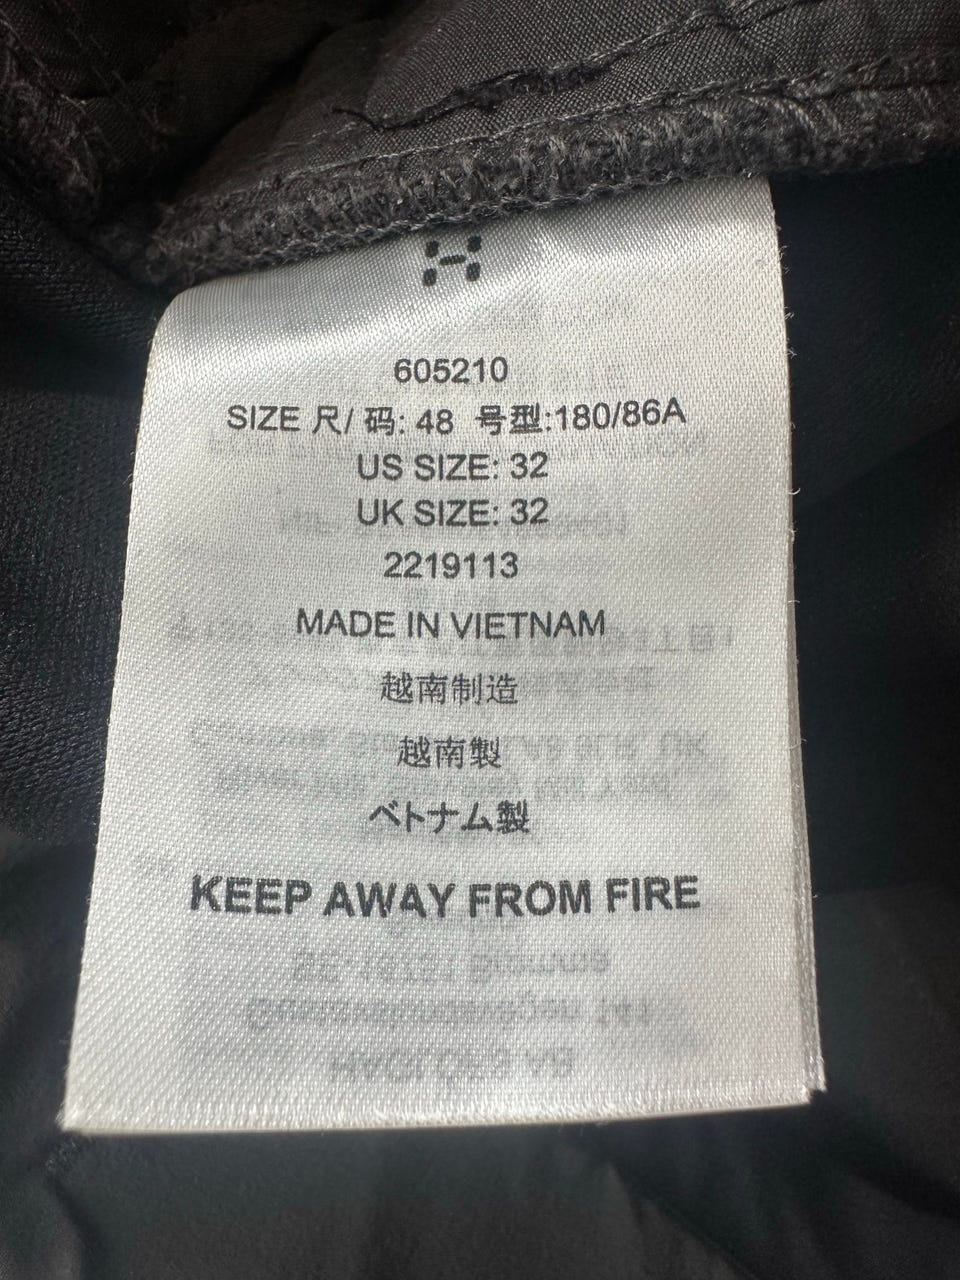 605210
SIZE 尺/ 码: 48 号型:180/86A
US SIZE: 32
UK SIZE: 32
2219113
MADE IN VIETNAM
越南制造
越南製
ベトナム製
KEEP AWAY FROM FIRE